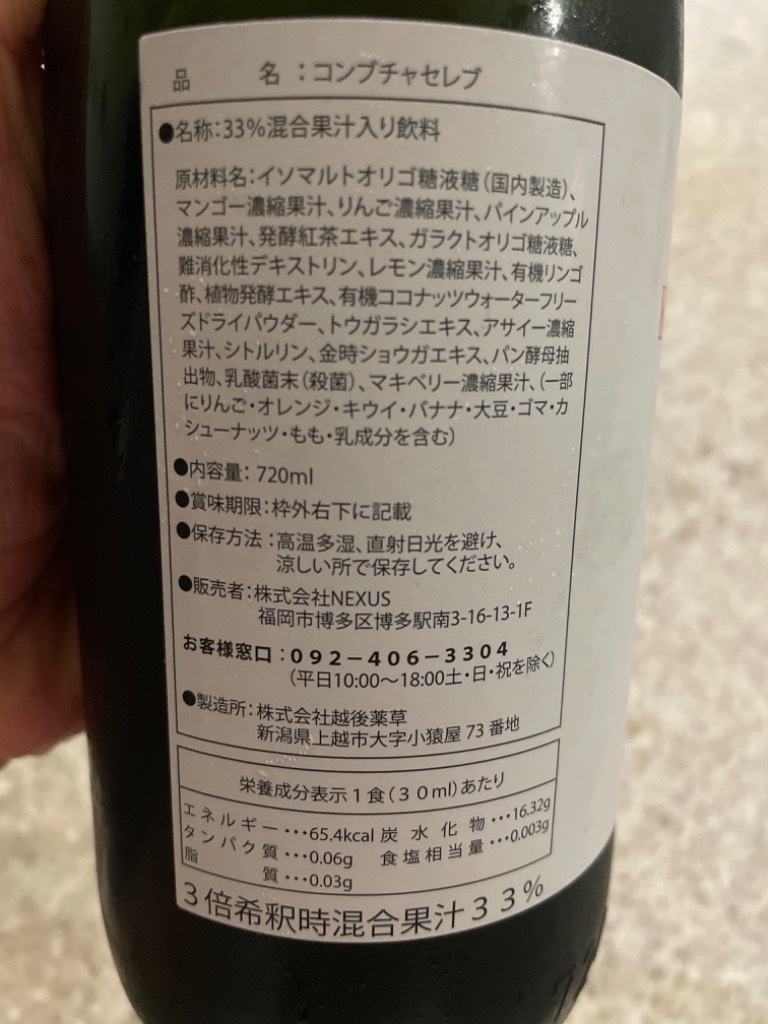 品 名：コンブチャセレブ
●名称：33%混合果汁入り飲料
原材料名：イソマルトオリゴ糖液糖（国内製造）、
マンゴー濃縮果汁、りんご濃縮果汁、パインアップル
濃縮果汁、発酵紅茶エキス、ガラクトオリゴ糖液糖、
難消化性デキストリン、レモン濃縮果汁、有機リンゴ
酢、植物発酵エキス、有機ココナッツウォーターフリー
ズドライパウダー、トウガラシエキス、アサイー濃縮
果汁、シトルリン、金時ショウガエキス、パン酵母抽
出物、乳酸菌末（殺菌）、マキベリー濃縮果汁、（一部
にりんご・オレンジ・キウイ・バナナ・大豆・ゴマ・カ
シューナッツ・もも・乳成分を含む）
●内容量：720ml
●賞味期限：枠外右下に記載
●保存方法：高温多湿、直射日光を避け、
涼しい所で保存してください。
●販売者：株式会社NEXUS
福岡市博多区博多駅南3-16-13-1F
お客様窓口：092－406－3304
（平日10:00〜18:00土・日・祝を除く）
●製造所：株式会社越後薬草
新潟県上越市大字小猿屋 73 番地
栄養成分表示1食（30ml）あたり
エネルギー・・・65.4kcal 炭水化物・・・16.32g
タンパク質・・・0.06g 食塩相当量・・・0.003g
脂質・・・0.03g
3倍希釈時混合果汁33%